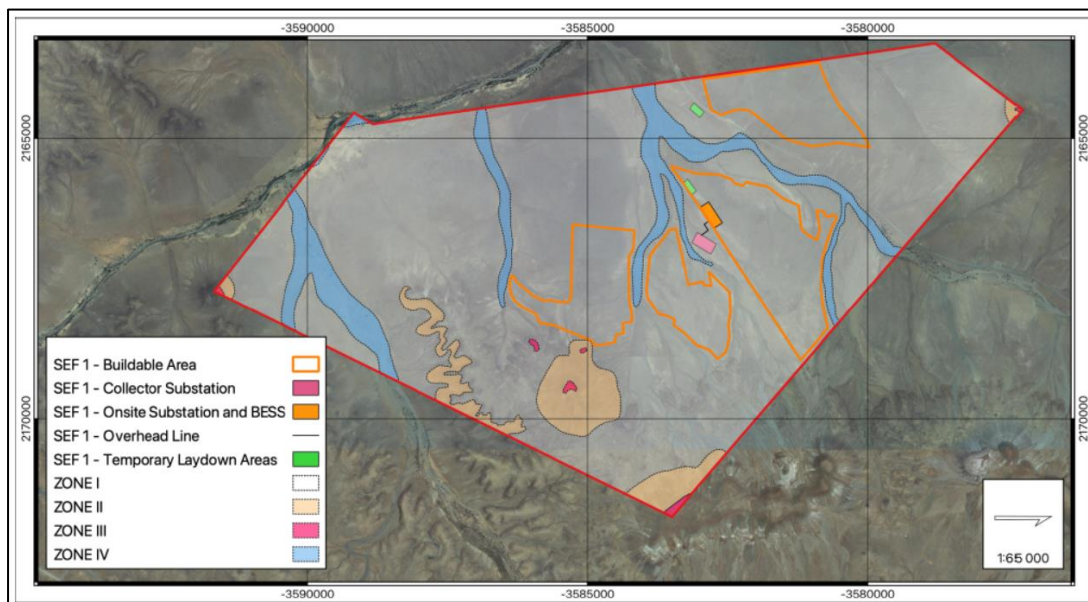 -3590000
-3585000
-3580000
2165000
2165000
2170000
2170000
SEF 1 - Buildable Area
SEF 1 - Collector Substation
SEF 1 - Onsite Substation and BESS
SEF 1 - Overhead Line
SEF 1 - Temporary Laydown Areas
ZONE I
ZONE II
ZONE III
ZONE IV
1:65 000
-3590000
-3585000
-3580000